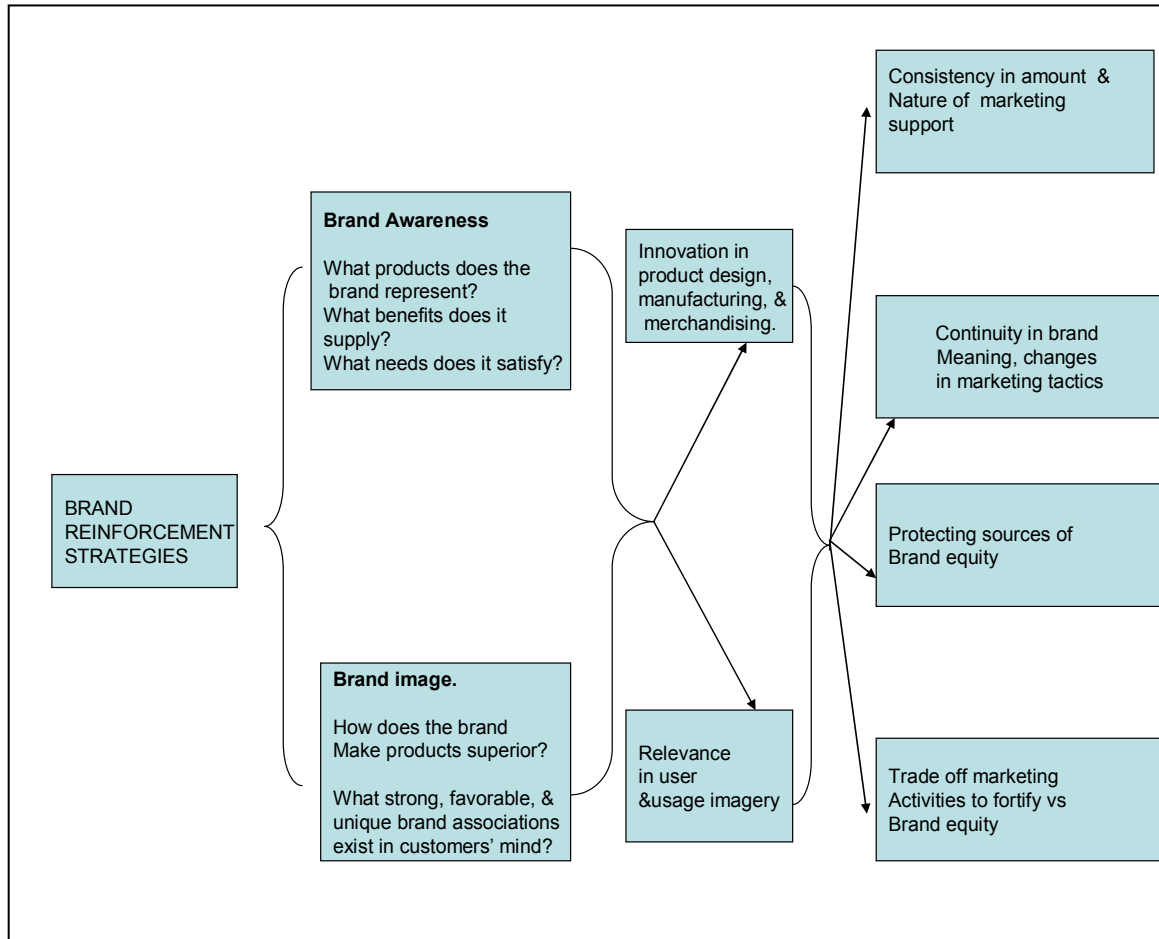 BRAND
REINFORCEMENT
STRATEGIES
Brand Awareness
What products does the
brand represent?
What benefits does it
supply?
What needs does it satisfy?
Brand image.
How does the brand
Make products superior?
What strong, favorable, &
unique brand associations
exist in customers’ mind?
Innovation in
product design,
manufacturing, &
merchandising.
Relevance
in user
&usage imagery
Consistency in amount &
Nature of marketing
support
Continuity in brand
Meaning, changes
in marketing tactics
Protecting sources of
Brand equity
Trade off marketing
Activities to fortify vs
Brand equity